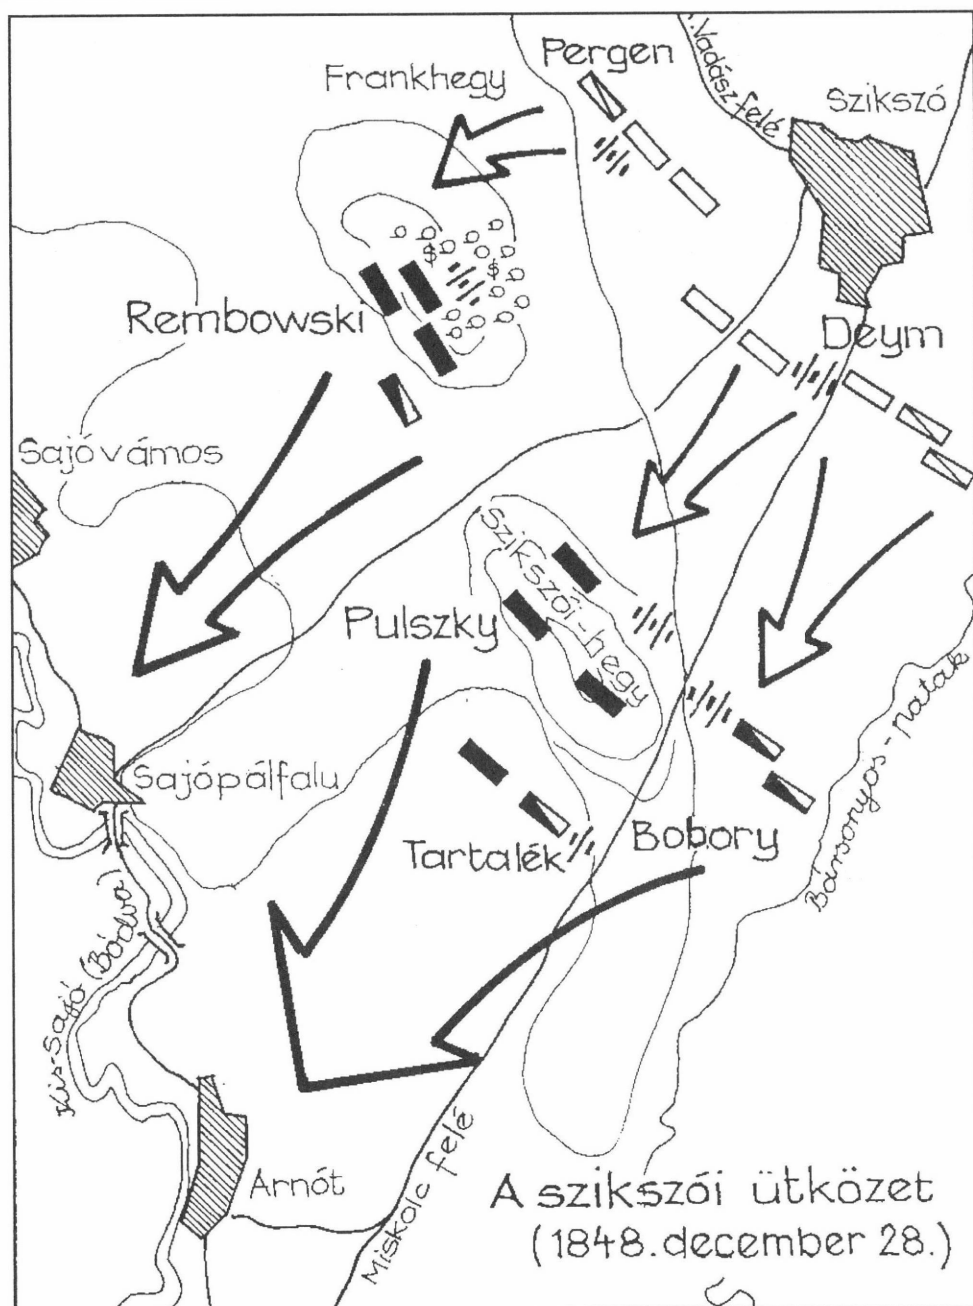 Pergen
Frankhegy
Vadász felé
Szikszó
Rembowski
Deym
Sajóvámos
Szikszói-hegy
Pulszky
Sajópálfalu
Tartalék
Bobory
Bársonyos-patak
Kis-Sajó (Bódva)
Arnót
Miskolc felé
A szikszói ütközet
(1848. december 28.)